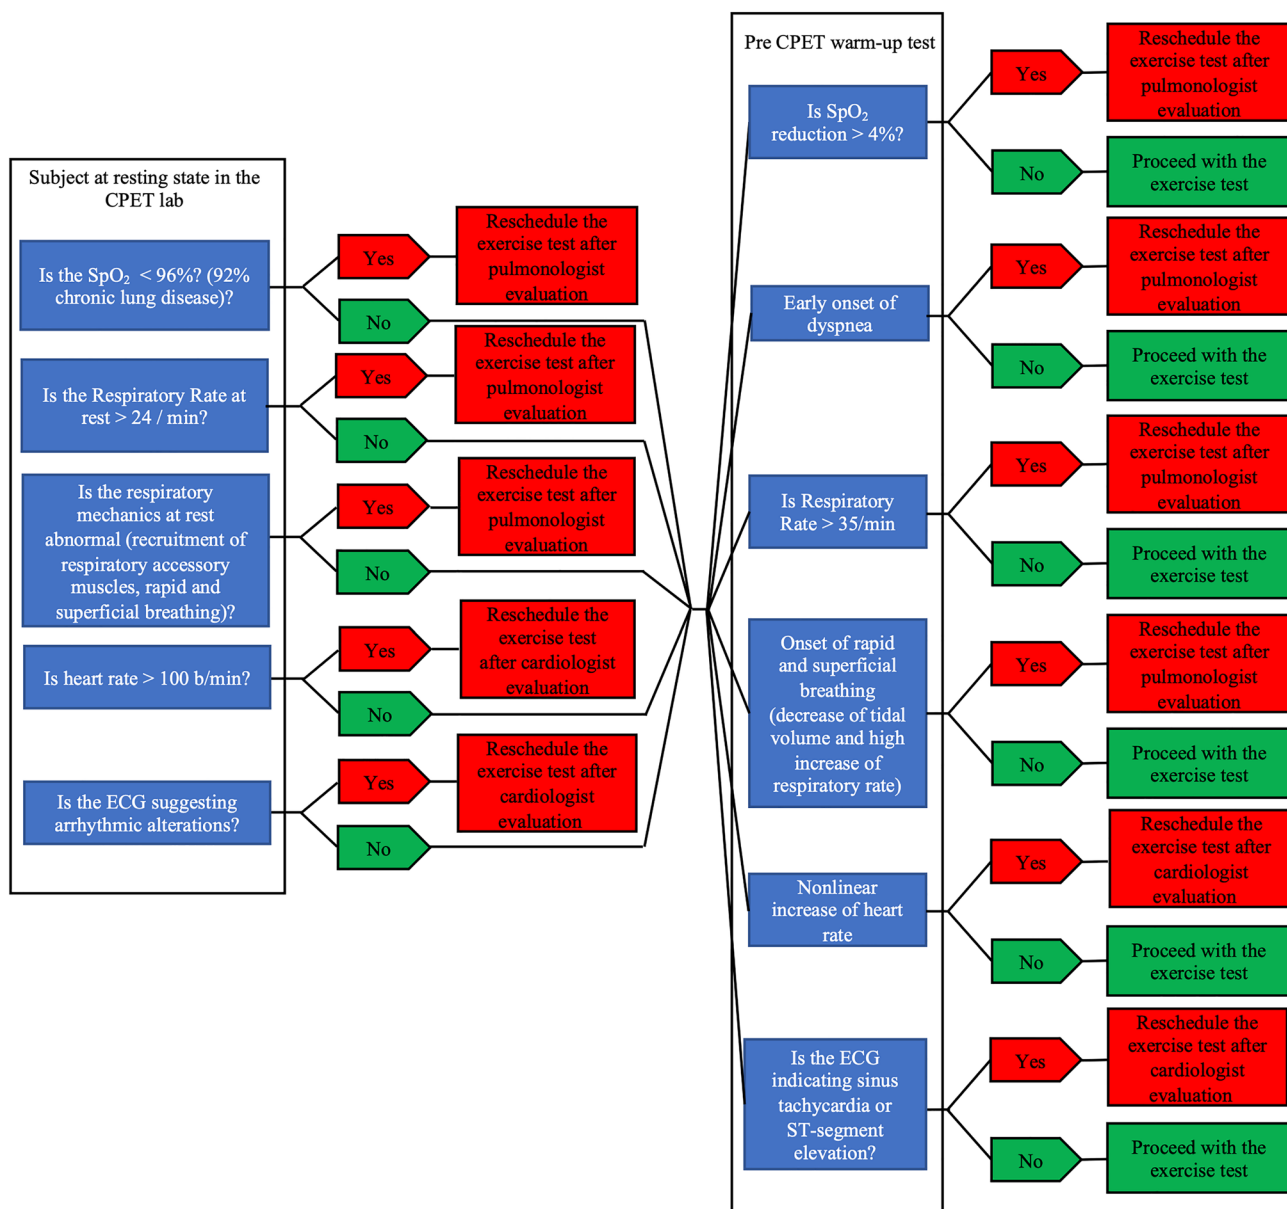 Subject at resting state in the
CPET lab
Is the SpO₂ < 96%? (92%
chronic lung disease)?
Yes
Reschedule the
exercise test after
pulmonologist
evaluation
No
Is the Respiratory Rate at
rest > 24 / min?
Yes
Reschedule the
exercise test after
pulmonologist
evaluation
No
Is the respiratory
mechanics at rest
abnormal (recruitment of
respiratory accessory
muscles, rapid and
superficial breathing)?
Yes
Reschedule the
exercise test after
pulmonologist
evaluation
No
Is heart rate > 100 b/min?
Yes
Reschedule the
exercise test
after cardiologist
evaluation
No
Is the ECG suggesting
arrhythmic alterations?
Yes
Reschedule the
exercise test after
cardiologist
evaluation
No
Pre CPET warm-up test
Is SpO₂
reduction > 4%?
Yes
Reschedule the
exercise test after
pulmonologist
evaluation
No
Proceed with the
exercise test
Early onset of
dyspnea
Yes
Reschedule the
exercise test after
pulmonologist
evaluation
No
Proceed with the
exercise test
Is Respiratory
Rate > 35/min
Yes
Reschedule the
exercise test after
pulmonologist
evaluation
No
Proceed with the
exercise test
Onset of rapid
and superficial
breathing
(decrease of tidal
volume and high
increase of
respiratory rate)
Yes
Reschedule the
exercise test after
pulmonologist
evaluation
No
Proceed with the
exercise test
Nonlinear
increase of heart
rate
Yes
Reschedule the
exercise test after
cardiologist
evaluation
No
Proceed with the
exercise test
Is the ECG
indicating sinus
tachycardia or
ST-segment
elevation?
Yes
Reschedule the
exercise test after
cardiologist
evaluation
No
Proceed with the
exercise test